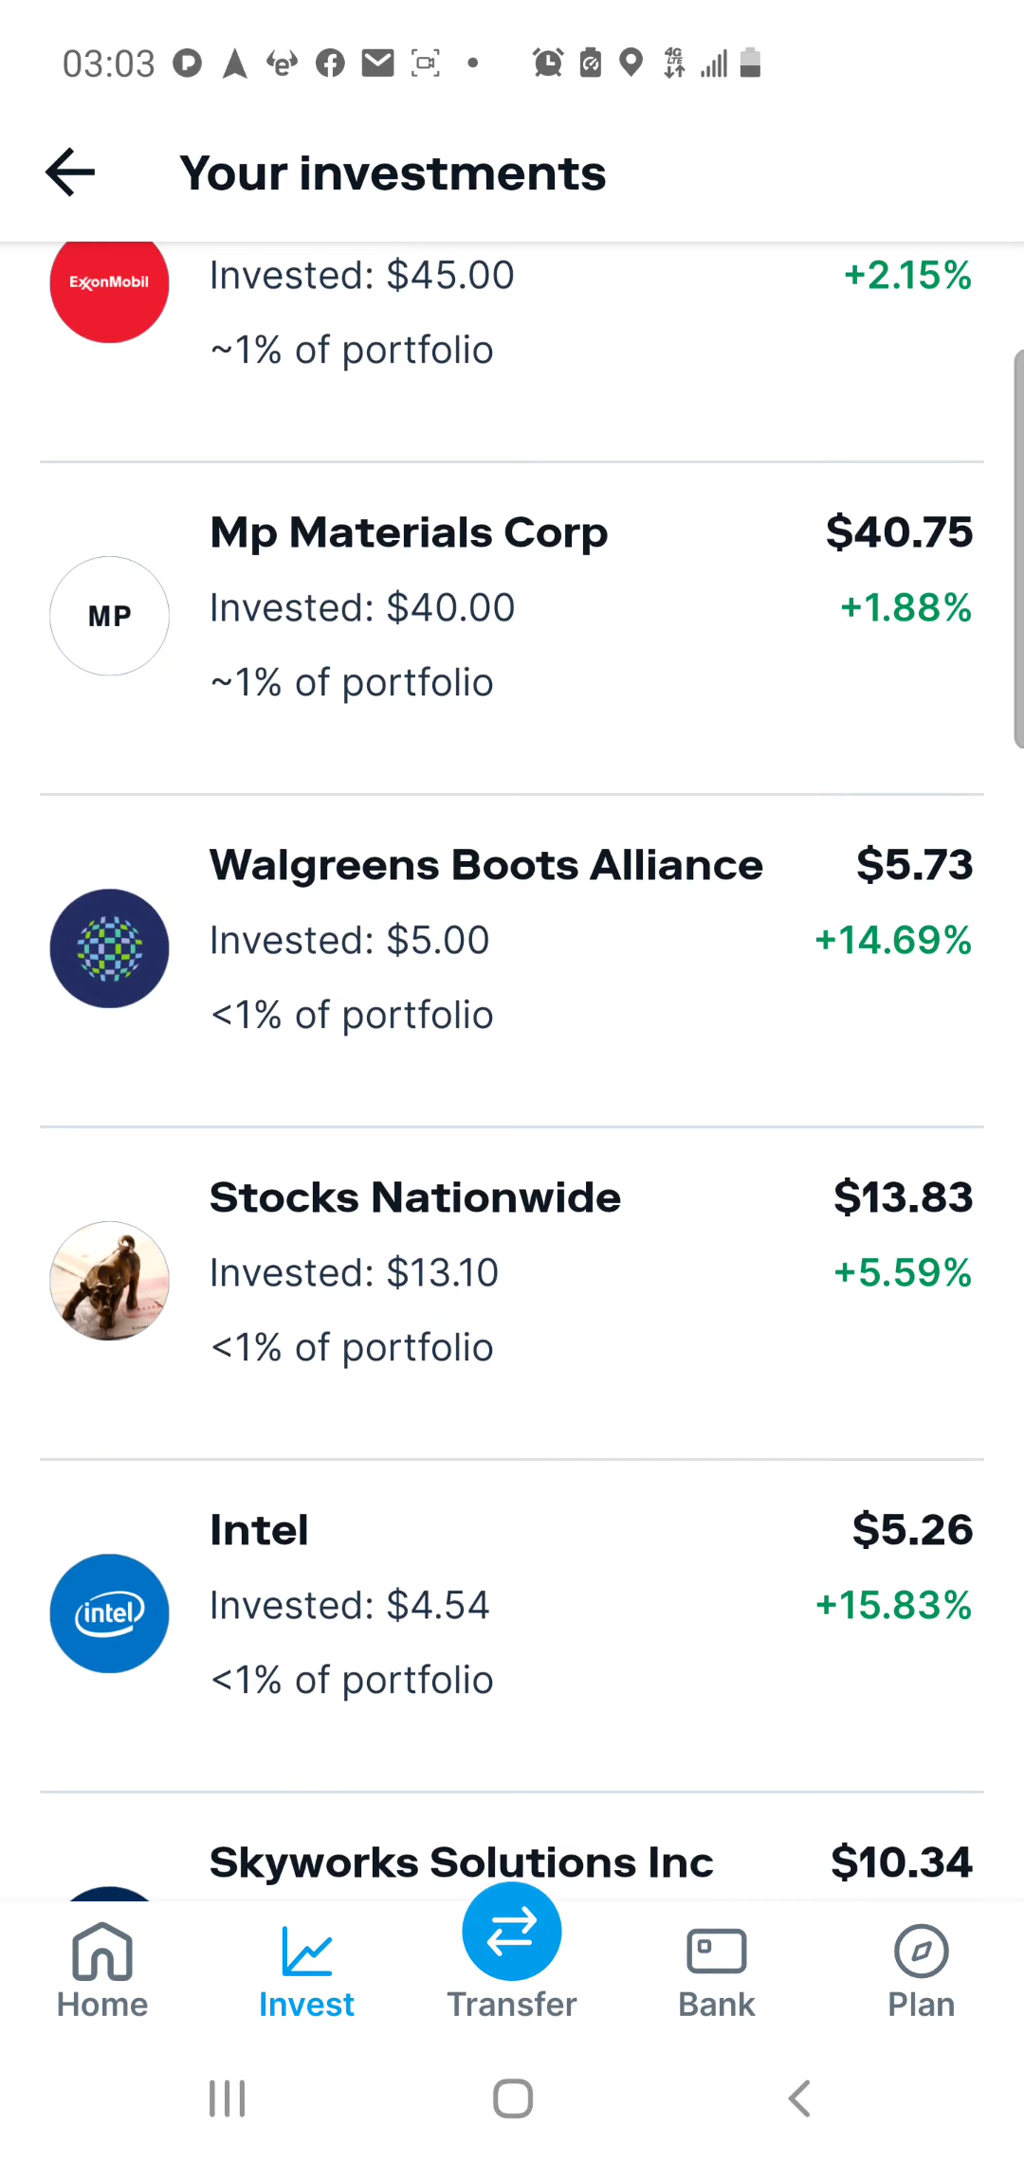 03:03
4G LTE
Your investments
ExxonMobil
Invested: $45.00 +2.15%
~1% of portfolio
Mp Materials Corp $40.75
MP
Invested: $40.00 +1.88%
~1% of portfolio
Walgreens Boots Alliance $5.73
Invested: $5.00 +14.69%
<1% of portfolio
Stocks Nationwide $13.83
Invested: $13.10 +5.59%
<1% of portfolio
Intel $5.26
intel
Invested: $4.54 +15.83%
<1% of portfolio
Skyworks Solutions Inc $10.34
Home Invest Transfer Bank Plan